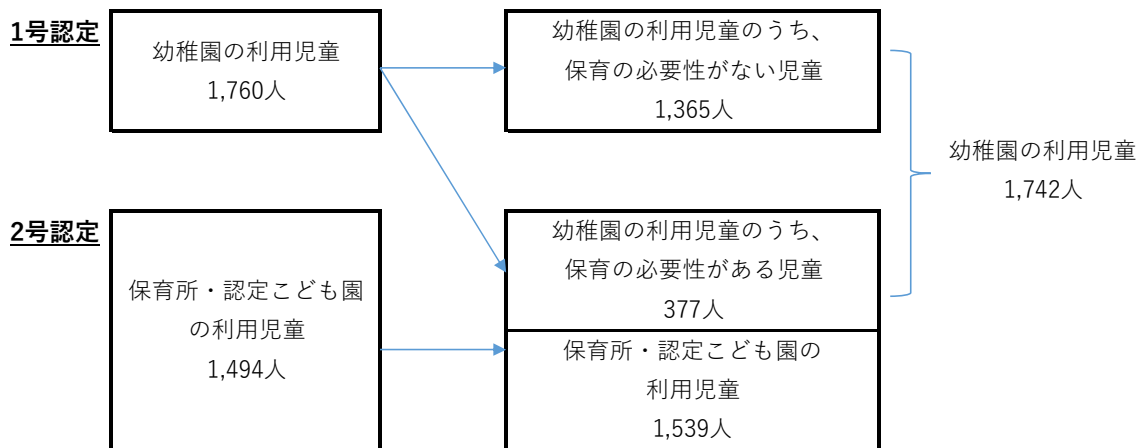 1号認定
幼稚園の利用児童
1,760人
幼稚園の利用児童のうち、
保育の必要性がない児童
1,365人
幼稚園の利用児童
1,742人
2号認定
保育所・認定こども園
の利用児童
1,494人
幼稚園の利用児童のうち、
保育の必要性がある児童
377人
保育所・認定こども園の
利用児童
1,539人